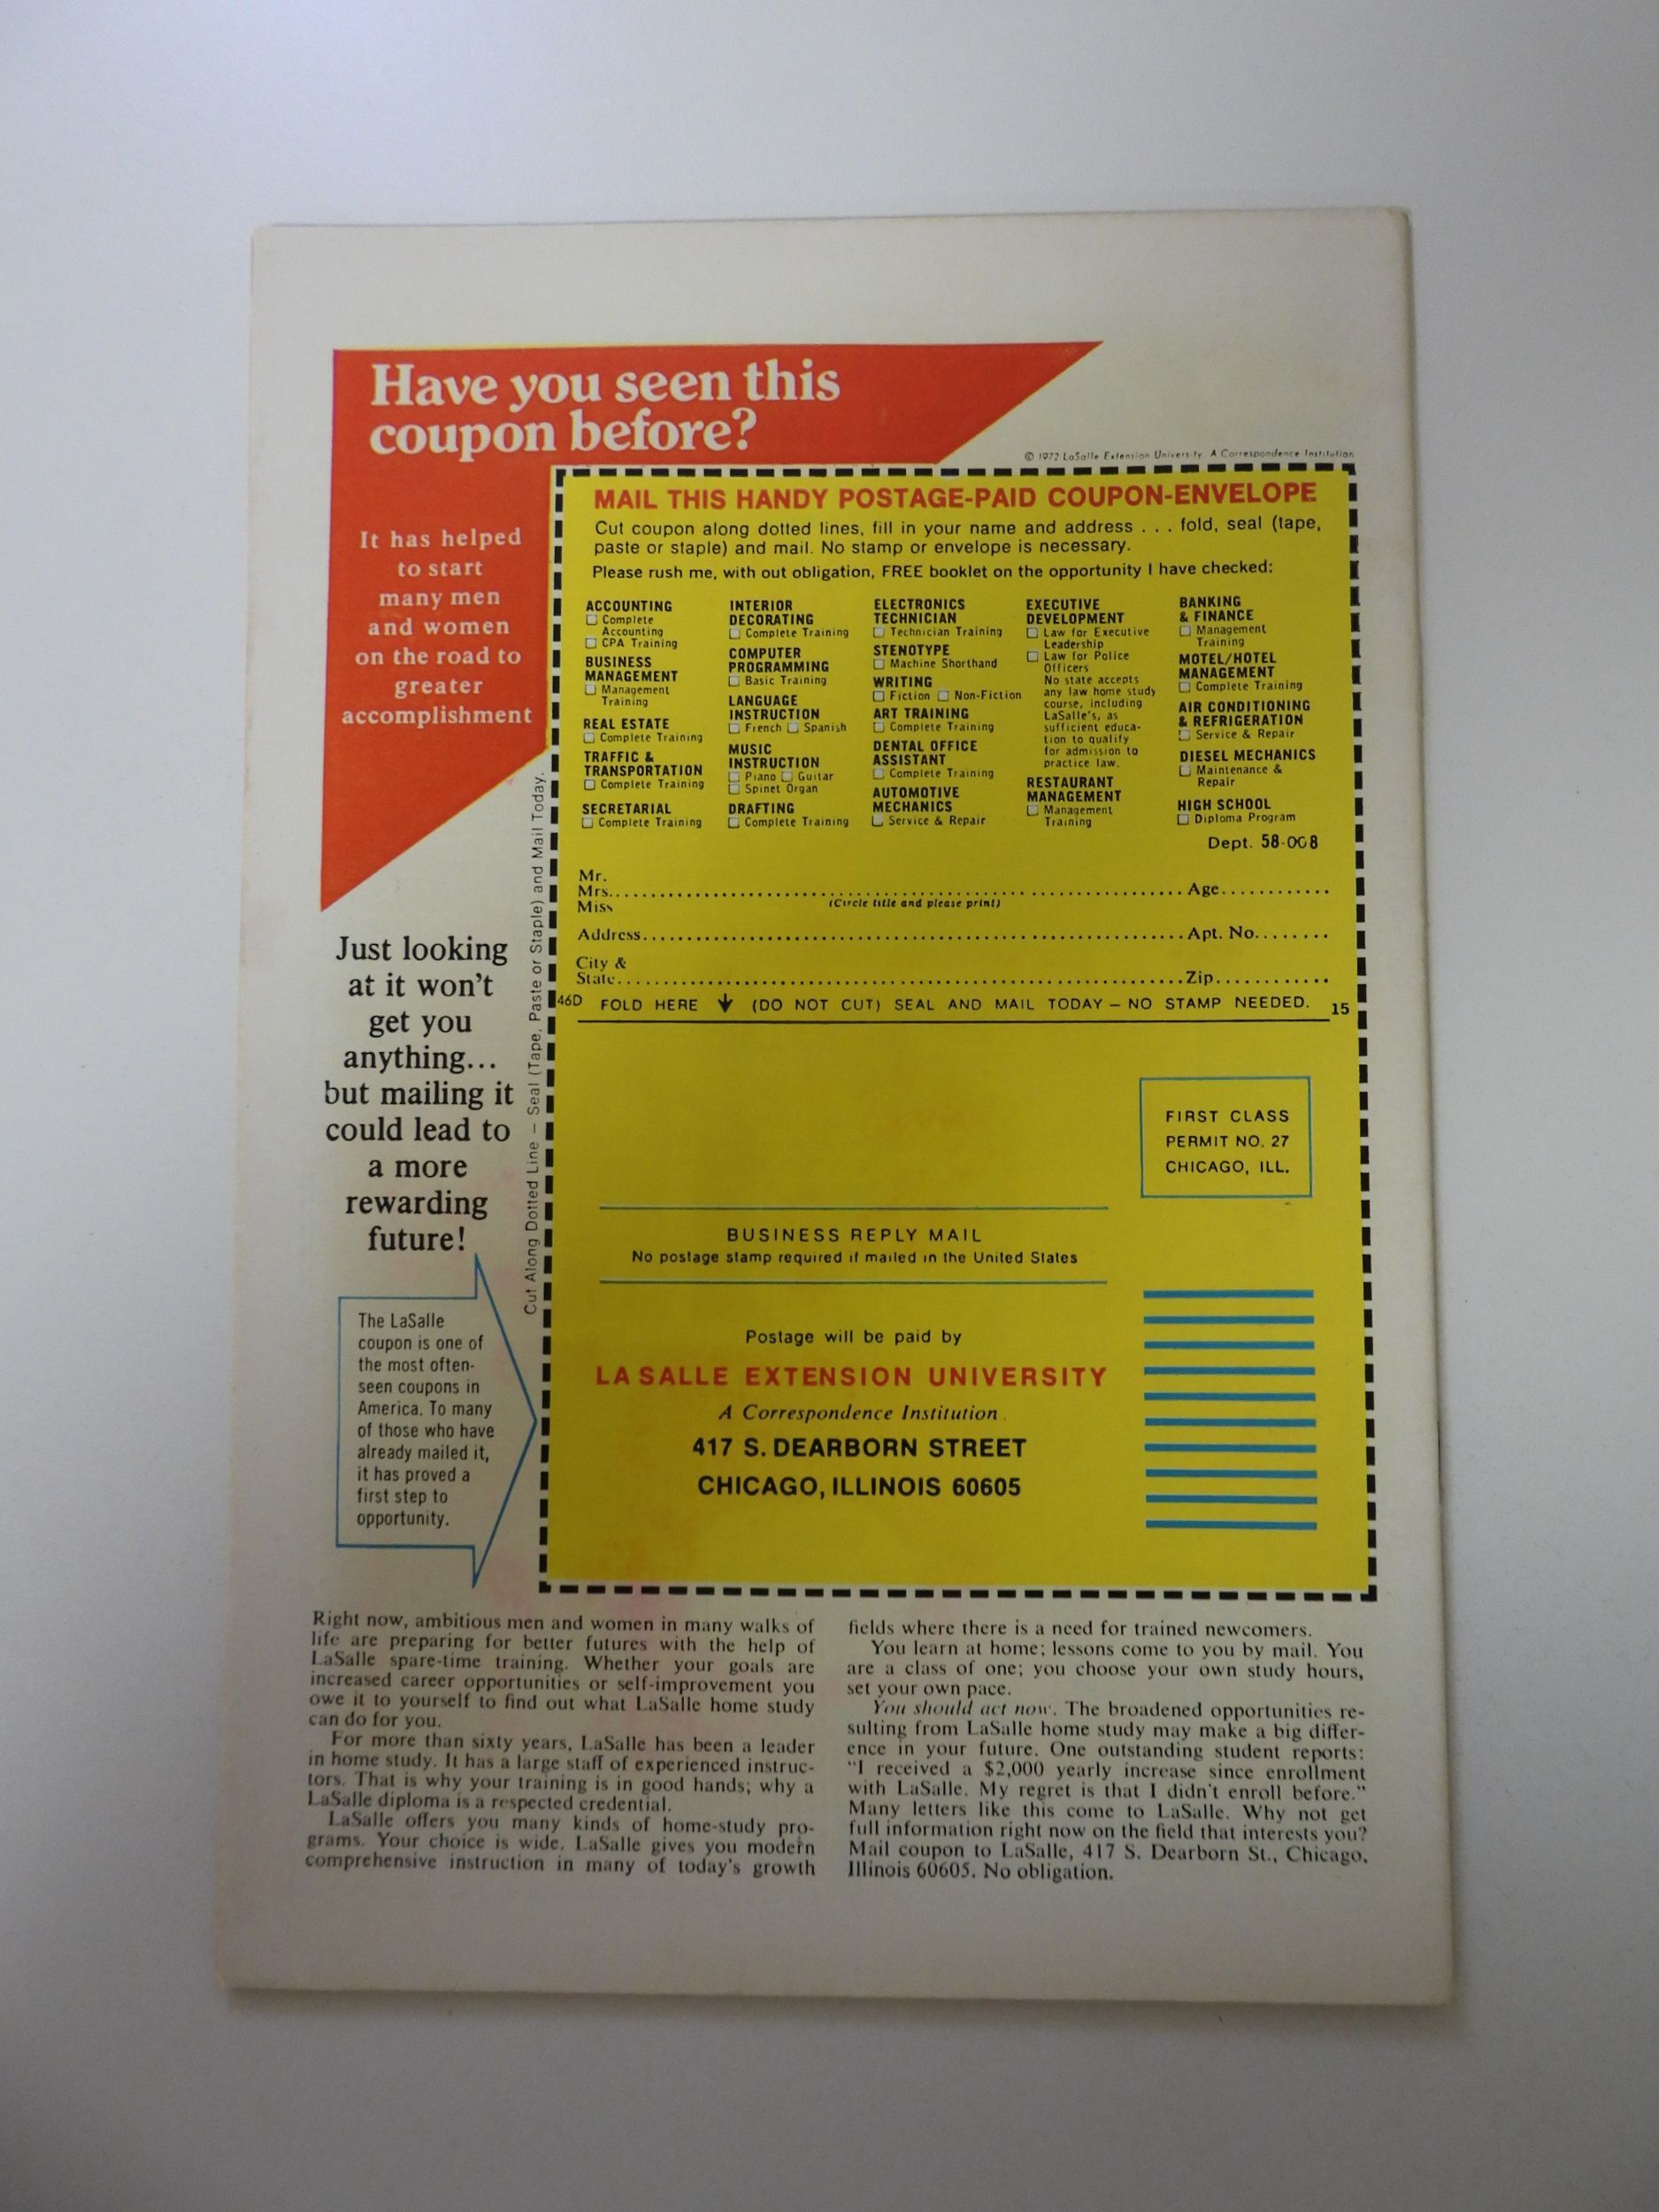 Have you seen this
coupon before?
© 1972 LaSalle Extension University. A Correspondence Institution
It has helped
to start
many men
and women
on the road to
greater
accomplishment
Just looking
at it won't
get you
anything...
but mailing it
could lead to
a more
rewarding
future!
The LaSalle
coupon is one of
the most often-
seen coupons in
America. To many
of those who have
already mailed it,
it has proved a
first step to
opportunity.
Cut Along Dotted Line — Seal (Tape, Paste or Staple) and Mail Today.
MAIL THIS HANDY POSTAGE-PAID COUPON-ENVELOPE
Cut coupon along dotted lines, fill in your name and address . . . fold, seal (tape,
paste or staple) and mail. No stamp or envelope is necessary.
Please rush me, with out obligation, FREE booklet on the opportunity I have checked:
ACCOUNTING
☐ Complete
Accounting
☐ CPA Training
BUSINESS
MANAGEMENT
☐ Management
Training
REAL ESTATE
☐ Complete Training
TRAFFIC &
TRANSPORTATION
☐ Complete Training
SECRETARIAL
☐ Complete Training
INTERIOR
DECORATING
☐ Complete Training
COMPUTER
PROGRAMMING
☐ Basic Training
LANGUAGE
INSTRUCTION
☐ French ☐ Spanish
MUSIC
INSTRUCTION
☐ Piano ☐ Guitar
☐ Spinet Organ
DRAFTING
☐ Complete Training
ELECTRONICS
TECHNICIAN
☐ Technician Training
STENOTYPE
☐ Machine Shorthand
WRITING
☐ Fiction ☐ Non-Fiction
ART TRAINING
☐ Complete Training
DENTAL OFFICE
ASSISTANT
☐ Complete Training
AUTOMOTIVE
MECHANICS
☐ Service & Repair
EXECUTIVE
DEVELOPMENT
☐ Law for Executive
Leadership
☐ Law for Police
Officers
No state accepts
any law home study
course, including
LaSalle's, as
sufficient educa-
tion to qualify
for admission to
practice law.
RESTAURANT
MANAGEMENT
☐ Management
Training
BANKING
& FINANCE
☐ Management
Training
MOTEL/HOTEL
MANAGEMENT
☐ Complete Training
AIR CONDITIONING
& REFRIGERATION
☐ Service & Repair
DIESEL MECHANICS
☐ Maintenance &
Repair
HIGH SCHOOL
☐ Diploma Program
Dept. 58-008
Mr.
Mrs. Age
Miss (Circle title and please print)
Address Apt. No.
City &
State Zip
46D FOLD HERE ↓ (DO NOT CUT) SEAL AND MAIL TODAY — NO STAMP NEEDED. 15
FIRST CLASS
PERMIT NO. 27
CHICAGO, ILL.
BUSINESS REPLY MAIL
No postage stamp required if mailed in the United States
Postage will be paid by
LA SALLE EXTENSION UNIVERSITY
A Correspondence Institution
417 S. DEARBORN STREET
CHICAGO, ILLINOIS 60605
Right now, ambitious men and women in many walks of
life are preparing for better futures with the help of
LaSalle spare-time training. Whether your goals are
increased career opportunities or self-improvement you
owe it to yourself to find out what LaSalle home study
can do for you.
For more than sixty years, LaSalle has been a leader
in home study. It has a large staff of experienced instruc-
tors. That is why your training is in good hands; why a
LaSalle diploma is a respected credential.
LaSalle offers you many kinds of home-study pro-
grams. Your choice is wide. LaSalle gives you modern
comprehensive instruction in many of today's growth
fields where there is a need for trained newcomers.
You learn at home; lessons come to you by mail. You
are a class of one; you choose your own study hours,
set your own pace.
You should act now. The broadened opportunities re-
sulting from LaSalle home study may make a big differ-
ence in your future. One outstanding student reports:
"I received a $2,000 yearly increase since enrollment
with LaSalle. My regret is that I didn't enroll before."
Many letters like this come to LaSalle. Why not get
full information right now on the field that interests you?
Mail coupon to LaSalle, 417 S. Dearborn St., Chicago,
Illinois 60605. No obligation.